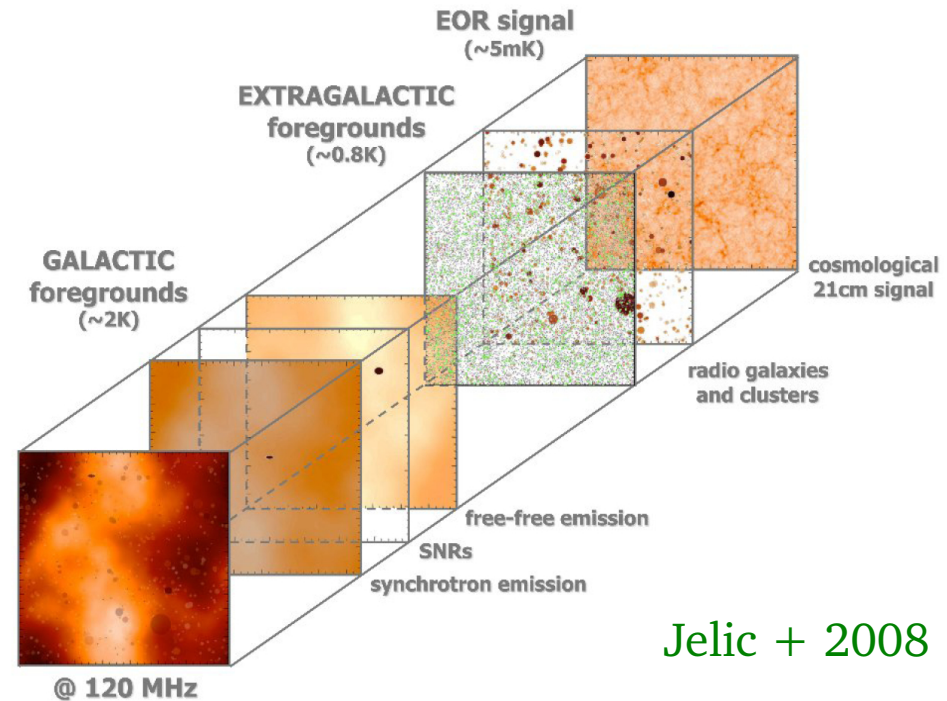 EOR signal
(~5mK)
EXTRAGALACTIC
foregrounds
(~0.8K)
GALACTIC
foregrounds
(~2K)
cosmological
21cm signal
radio galaxies
and clusters
free-free emission
SNRs
synchrotron emission
Jelic + 2008
@ 120 MHz